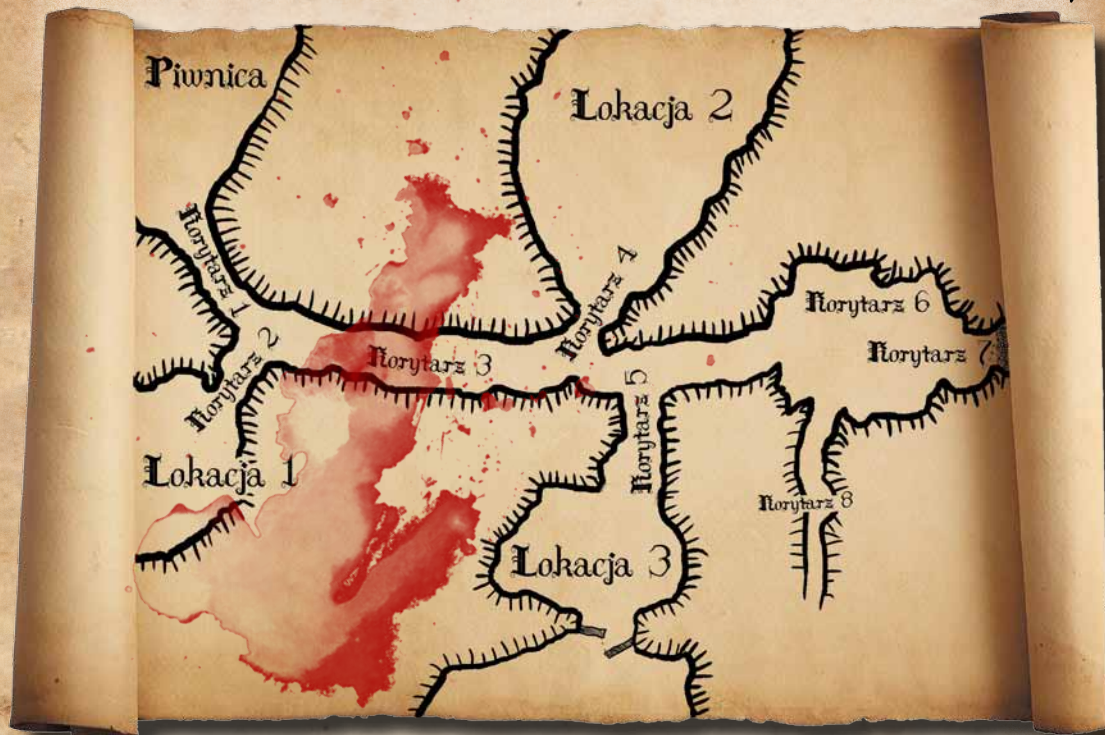 Piwnica
Lokacja 2
Korytarz 1
Korytarz 4
Korytarz 2
Korytarz 3
Korytarz 6
Korytarz 7
Korytarz 5
Lokacja 1
Korytarz 8
Lokacja 3